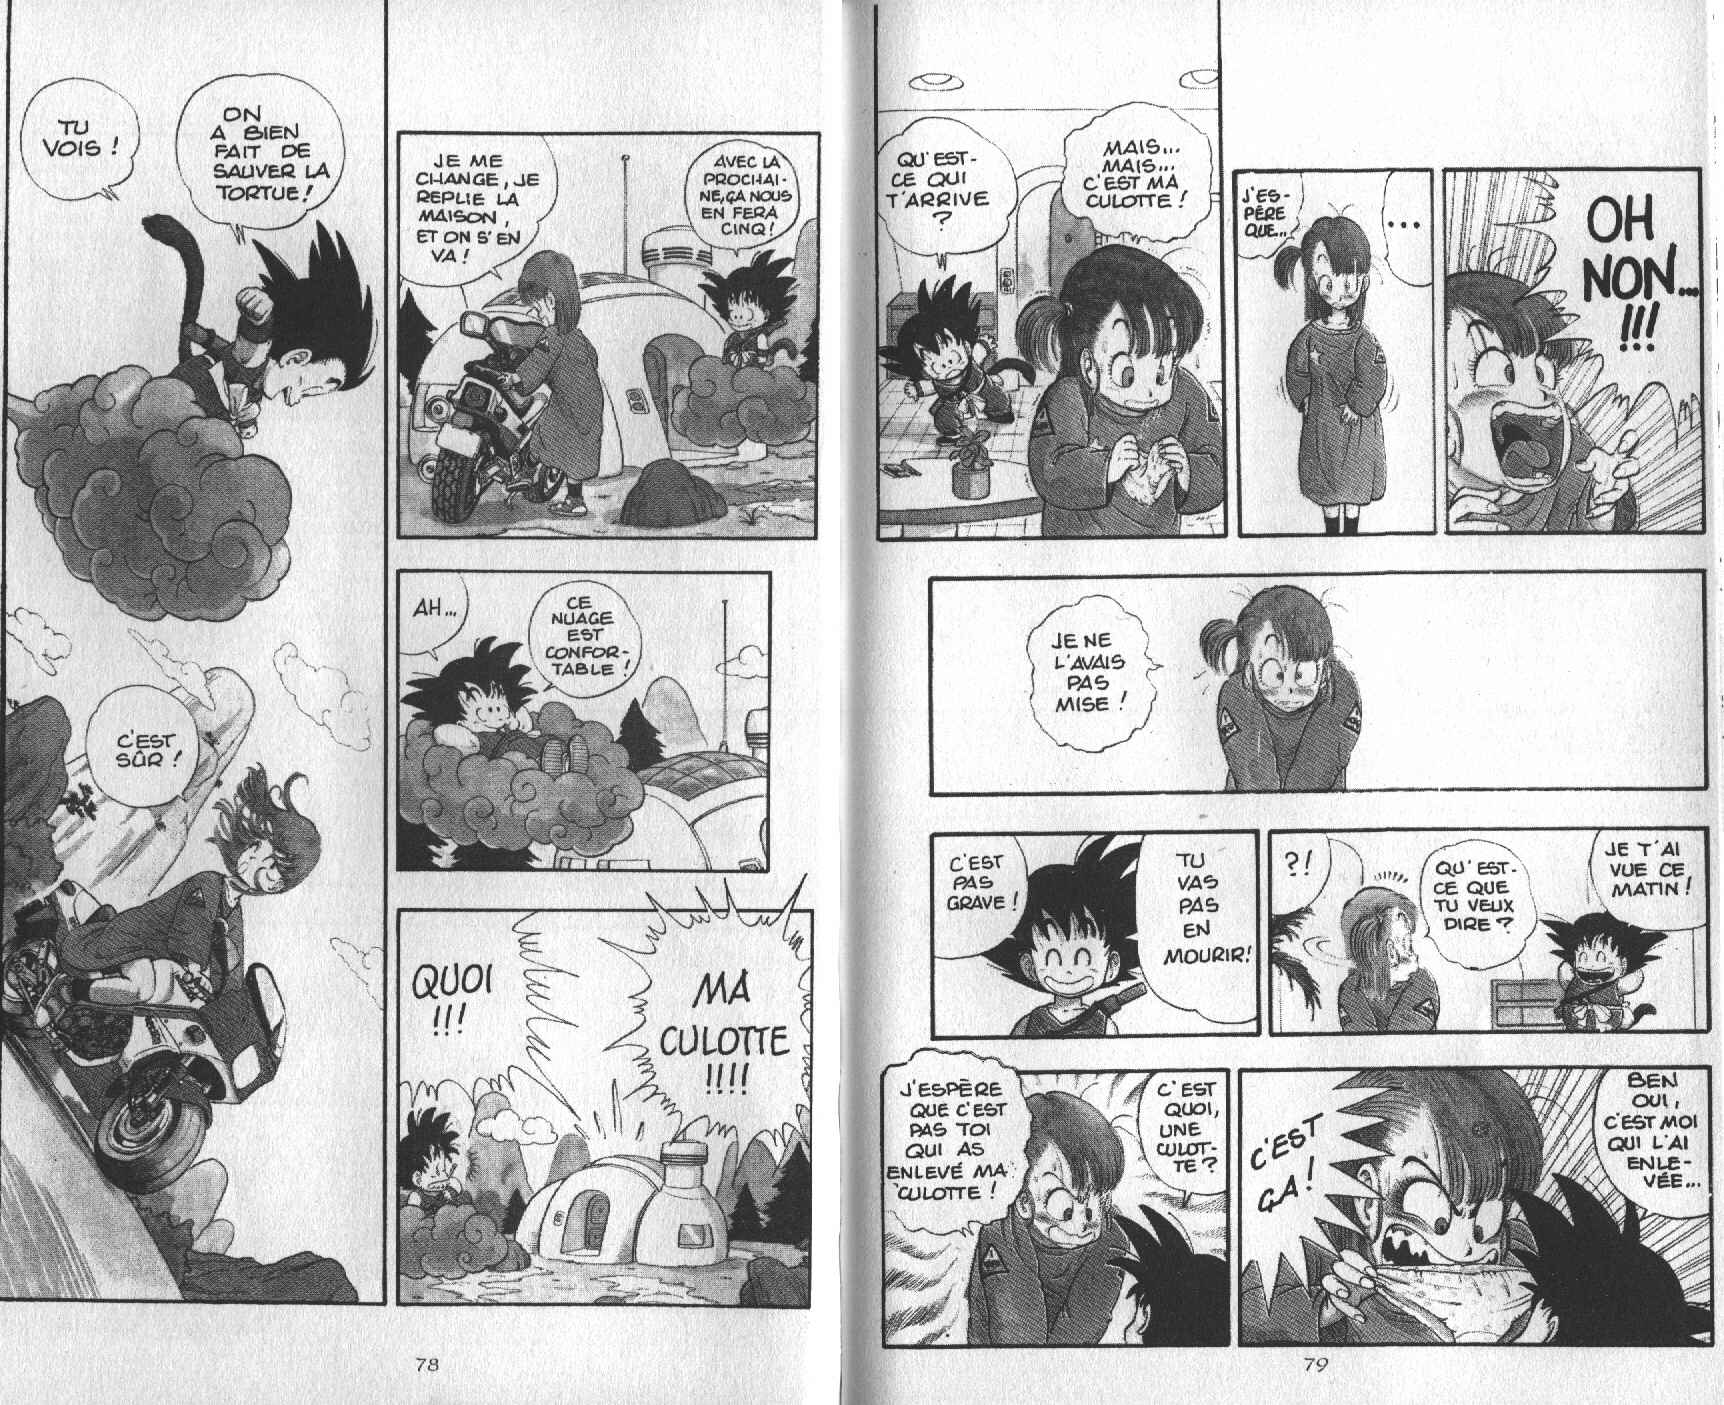 TU
VOIS !
ON
A BIEN
FAIT DE
SAUVER LA
TORTUE !
C'EST
SÛR !
JE ME
CHANGE, JE
REPLIE LA
MAISON,
ET ON S'EN
VA !
AVEC LA
PROCHAI-
NE, ÇA NOUS
EN FERA
CINQ !
AH...
CE
NUAGE
EST
CONFOR-
TABLE !
QUOI
!!!
MA
CULOTTE
!!!!
78
QU'EST-
CE QUI
T'ARRIVE
?
MAIS...
MAIS...
C'EST MA
CULOTTE !
J'ES-
PÈRE
QUE...
...
OH
NON...
!!!
JE NE
L'AVAIS
PAS
MISE !
C'EST
PAS
GRAVE !
TU
VAS
PAS
EN
MOURIR !
?!
QU'EST-
CE QUE
TU VEUX
DIRE ?
JE T'AI
VUE CE
MATIN !
J'ESPÈRE
QUE C'EST
PAS TOI
QUI AS
ENLEVÉ MA
CULOTTE !
C'EST
QUOI,
UNE
CULOT-
TE ?
C'EST
ÇA !
BEN
OUI,
C'EST MOI
QUI L'AI
ENLE-
VÉE...
79